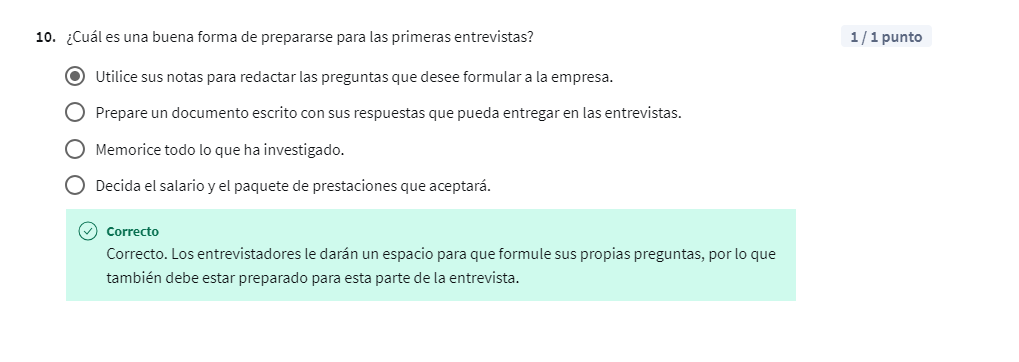 10. ¿Cuál es una buena forma de prepararse para las primeras entrevistas?
1 / 1 punto
Utilice sus notas para redactar las preguntas que desee formular a la empresa.
Prepare un documento escrito con sus respuestas que pueda entregar en las entrevistas.
Memorice todo lo que ha investigado.
Decida el salario y el paquete de prestaciones que aceptará.
Correcto
Correcto. Los entrevistadores le darán un espacio para que formule sus propias preguntas, por lo que
también debe estar preparado para esta parte de la entrevista.